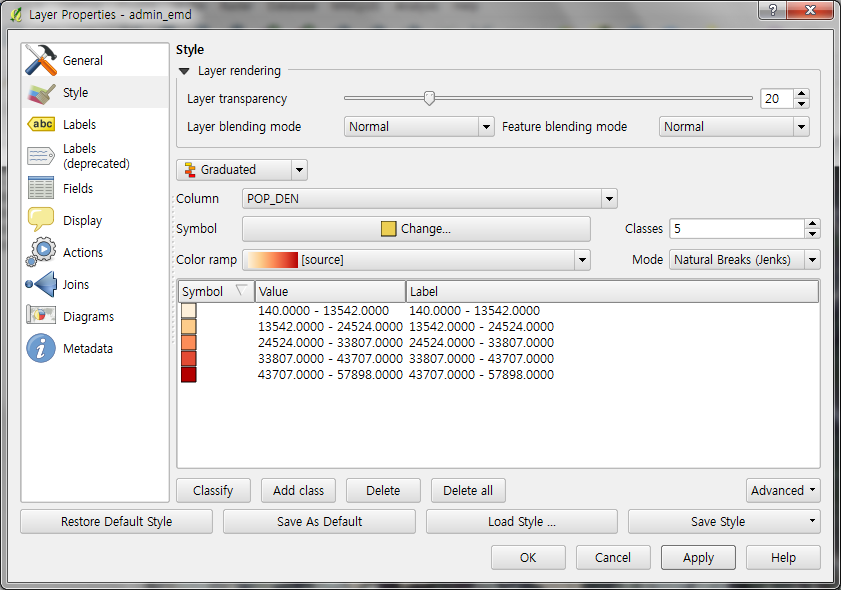 Layer Properties - admin_emd
?
General
Style
abc Labels
Labels
(deprecated)
Fields
Display
Actions
Joins
Diagrams
i Metadata
Style
Layer rendering
Layer transparency 20
Layer blending mode Normal Feature blending mode Normal
Graduated
Column POP_DEN
Symbol Change... Classes 5
Color ramp [source] Mode Natural Breaks (Jenks)
Symbol Value Label
140.0000 - 13542.0000 140.0000 - 13542.0000
13542.0000 - 24524.0000 13542.0000 - 24524.0000
24524.0000 - 33807.0000 24524.0000 - 33807.0000
33807.0000 - 43707.0000 33807.0000 - 43707.0000
43707.0000 - 57898.0000 43707.0000 - 57898.0000
Classify Add class Delete Delete all Advanced
Restore Default Style Save As Default Load Style ... Save Style
OK Cancel Apply Help